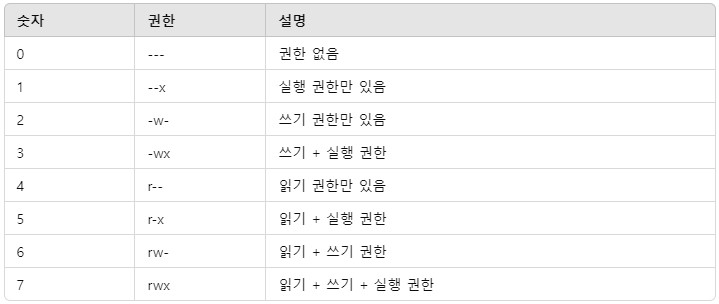 숫자 권한 설명
0 --- 권한 없음
1 --x 실행 권한만 있음
2 -w- 쓰기 권한만 있음
3 -wx 쓰기 + 실행 권한
4 r-- 읽기 권한만 있음
5 r-x 읽기 + 실행 권한
6 rw- 읽기 + 쓰기 권한
7 rwx 읽기 + 쓰기 + 실행 권한